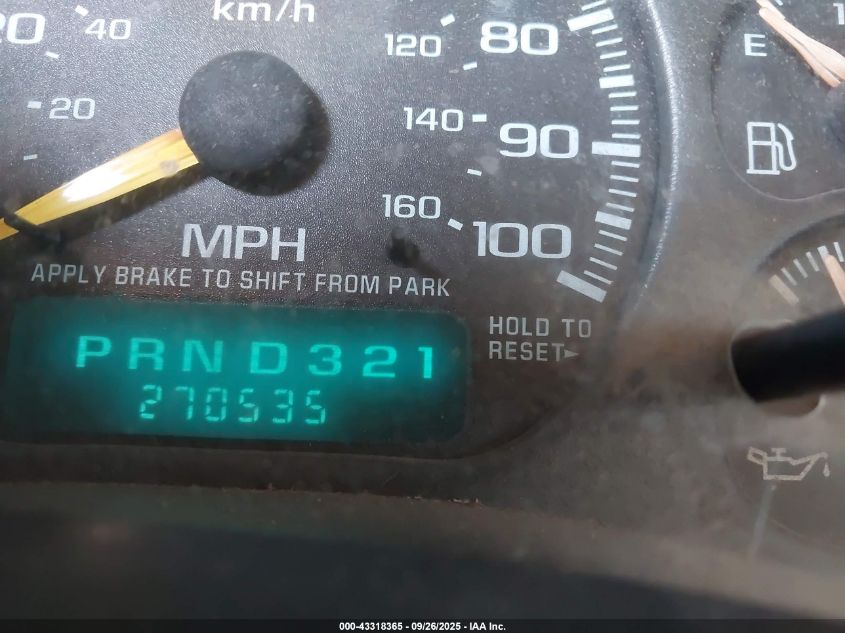 km/h
20
40
20
120
80
140
90
160
100
MPH
APPLY BRAKE TO SHIFT FROM PARK
HOLD TO
RESET►
PRND321
270535
E
1
000-43318365 - 09/26/2025 - IAA Inc.